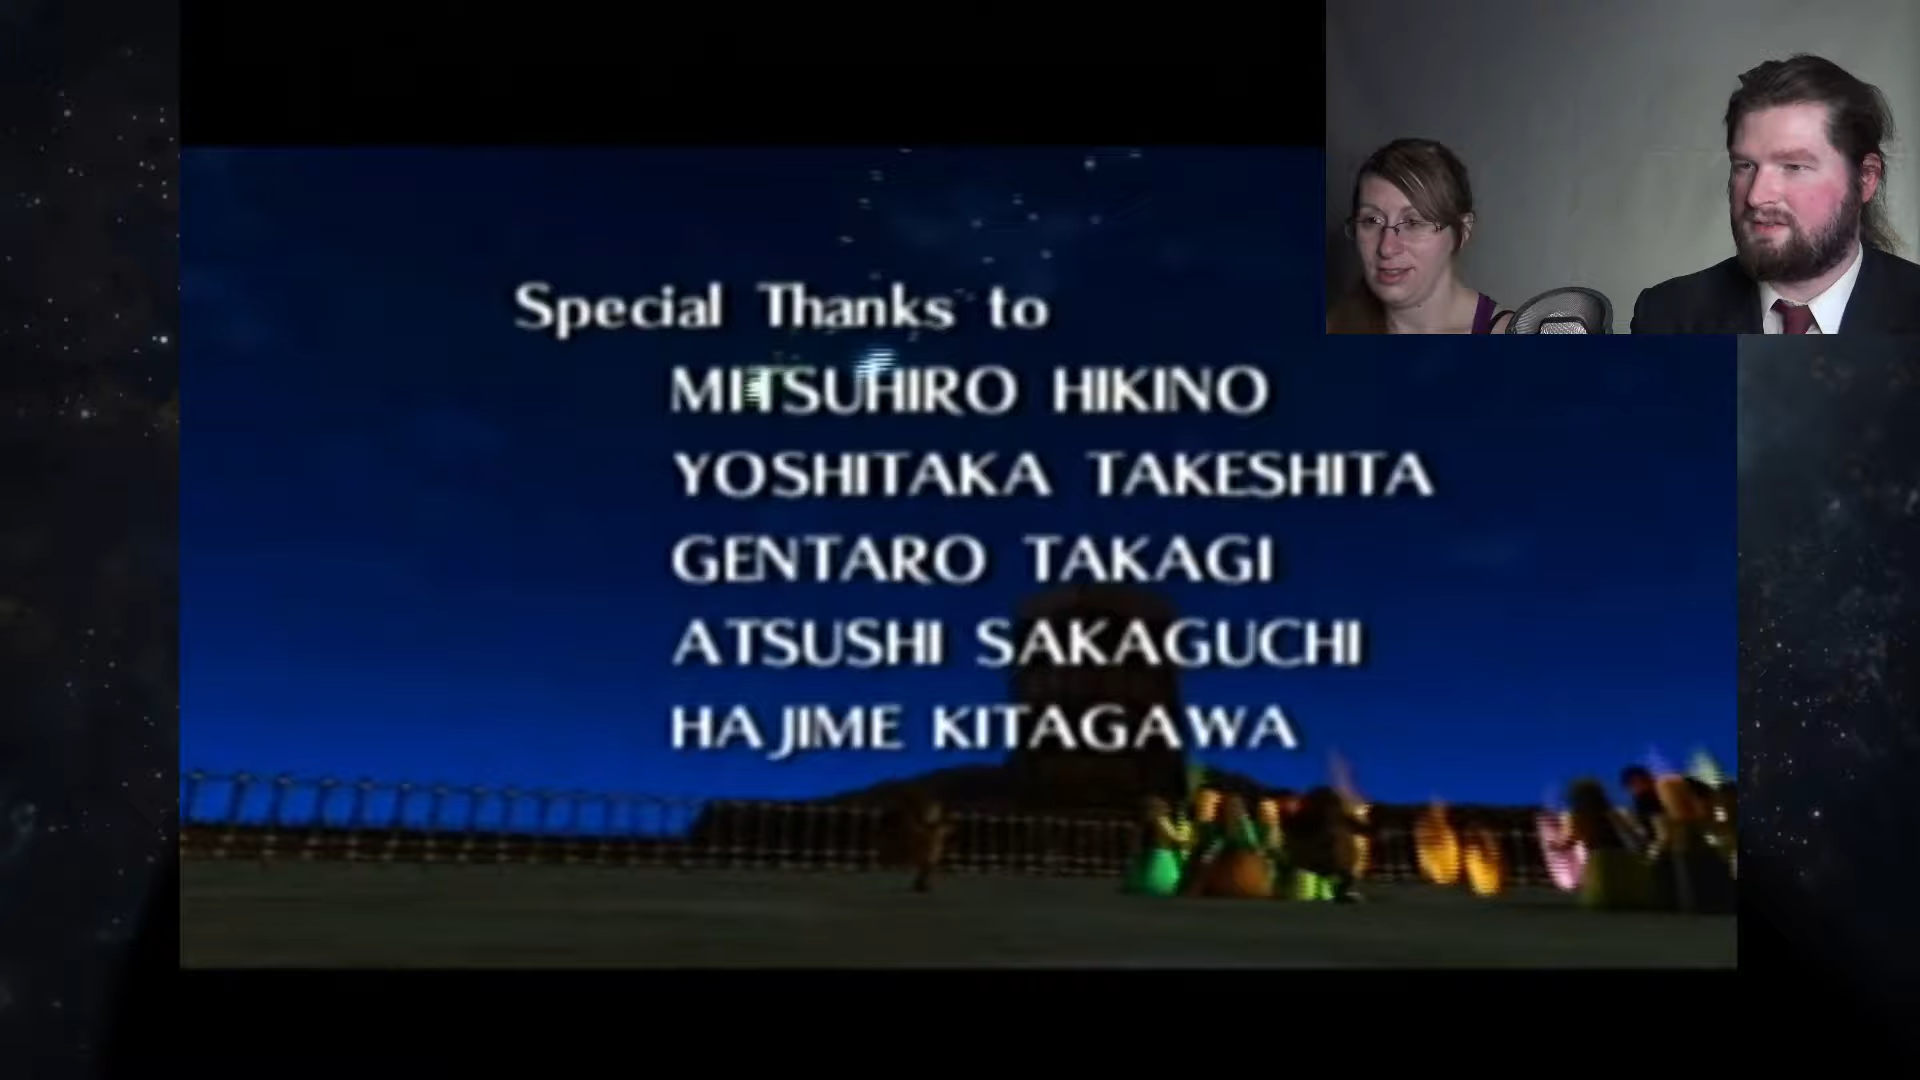 Special Thanks to
MITSUHIRO HIKINO
YOSHITAKA TAKESHITA
GENTARO TAKAGI
ATSUSHI SAKAGUCHI
HAJIME KITAGAWA